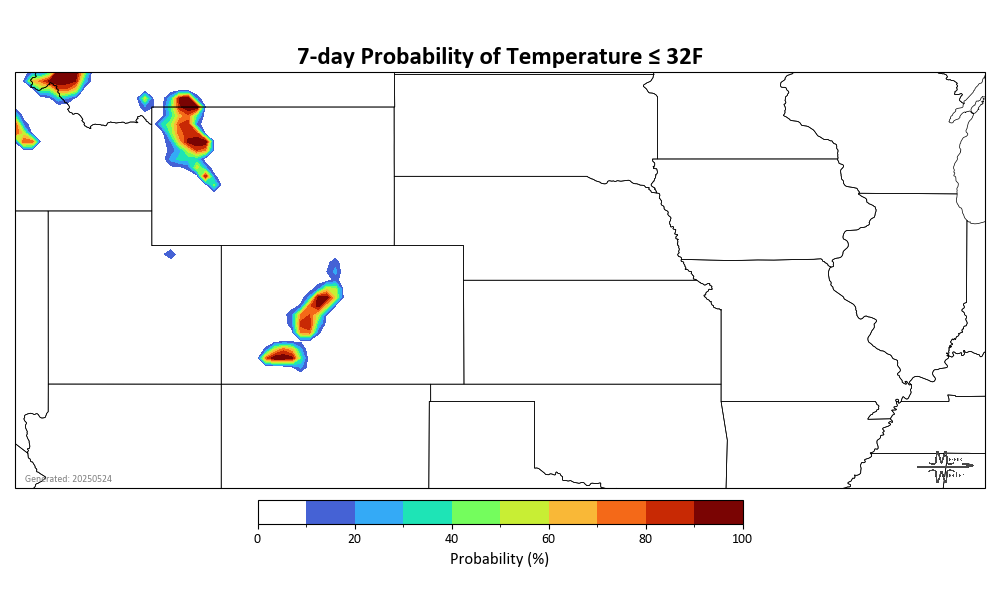 7-day Probability of Temperature ≤ 32F
Generated: 20250524
0 20 40 60 80 100
Probability (%)